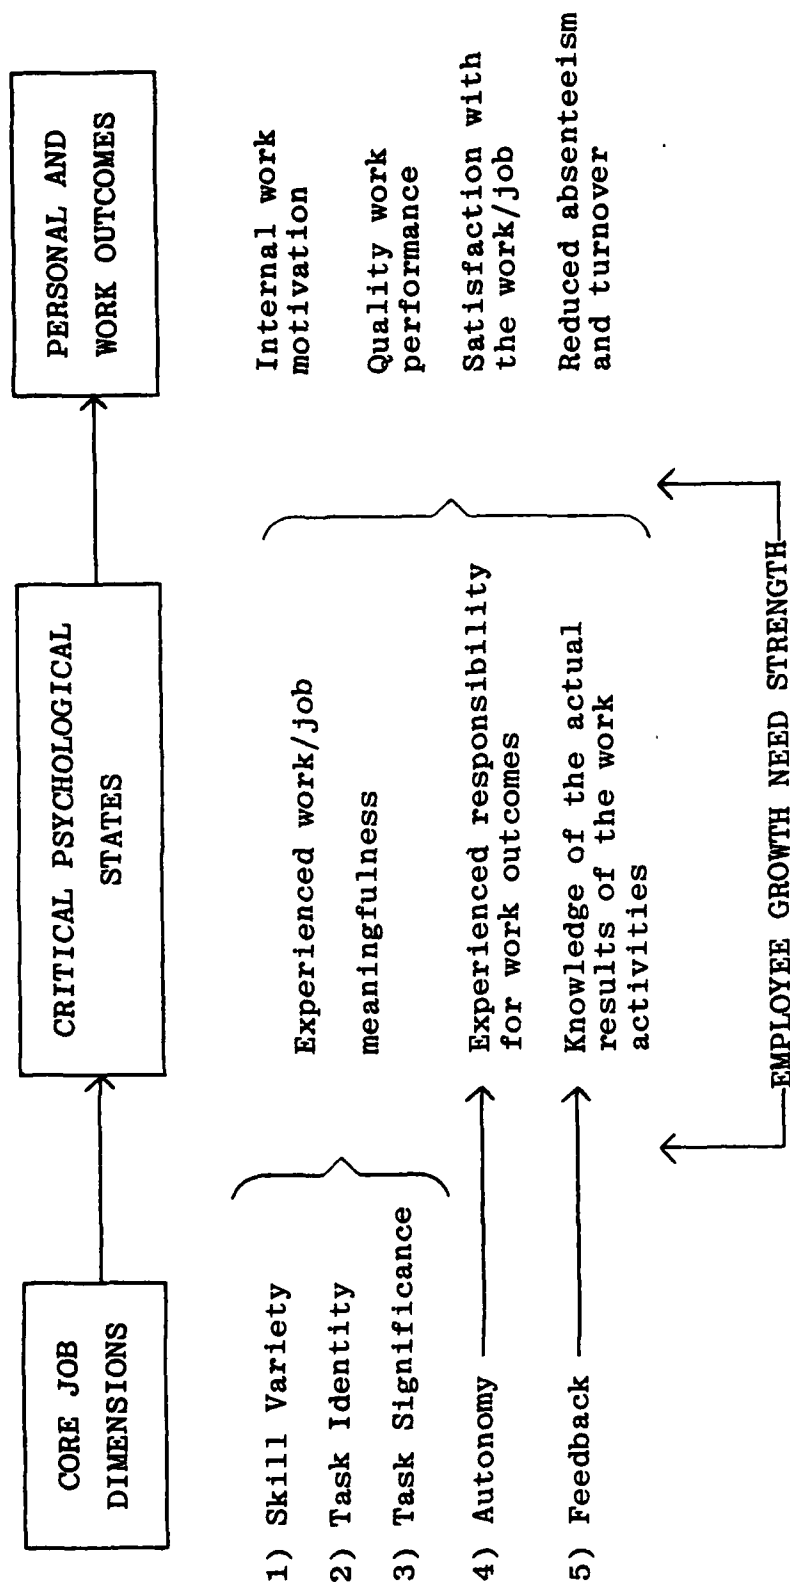 CORE JOB
DIMENSIONS
CRITICAL PSYCHOLOGICAL
STATES
PERSONAL AND
WORK OUTCOMES
1) Skill Variety
2) Task Identity
3) Task Significance
4) Autonomy
5) Feedback
Experienced work/job
meaningfulness
Experienced responsibility
for work outcomes
Knowledge of the actual
results of the work
activities
Internal work
motivation
Quality work
performance
Satisfaction with
the work/job
Reduced absenteeism
and turnover
EMPLOYEE GROWTH NEED STRENGTH